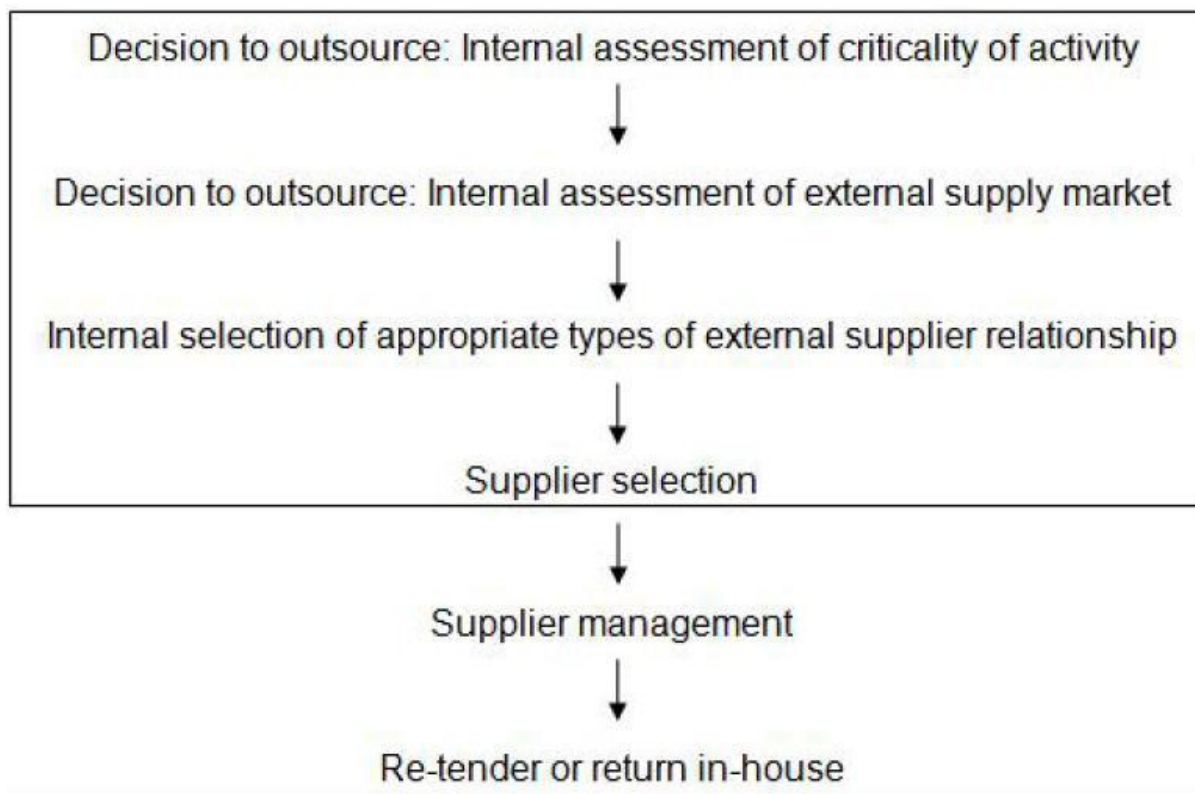 Decision to outsource: Internal assessment of criticality of activity
Decision to outsource: Internal assessment of external supply market
Internal selection of appropriate types of external supplier relationship
Supplier selection
Supplier management
Re-tender or return in-house